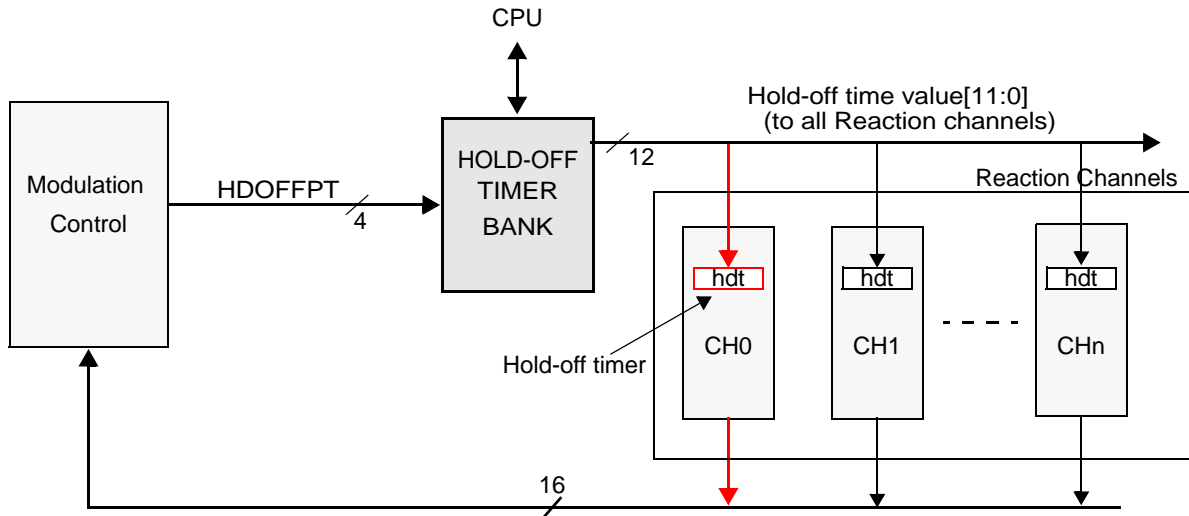 CPU
Hold-off time value[11:0]
(to all Reaction channels)
12
Modulation
Control
HDOFFPT
4
HOLD-OFF
TIMER
BANK
Reaction Channels
hdt
hdt
hdt
CH0
CH1
CHn
Hold-off timer
16